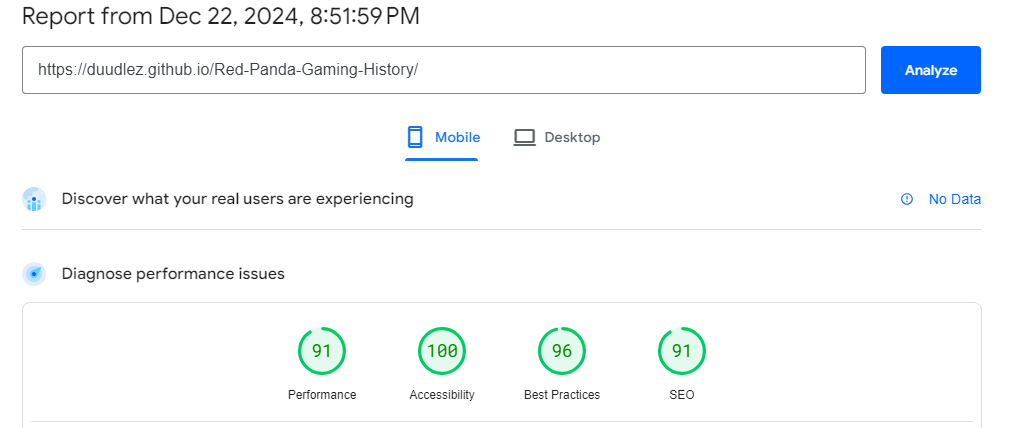 Report from Dec 22, 2024, 8:51:59 PM
https://duudlez.github.io/Red-Panda-Gaming-History/
Analyze
Mobile
Desktop
Discover what your real users are experiencing
No Data
Diagnose performance issues
91
100
96
91
Performance
Accessibility
Best Practices
SEO